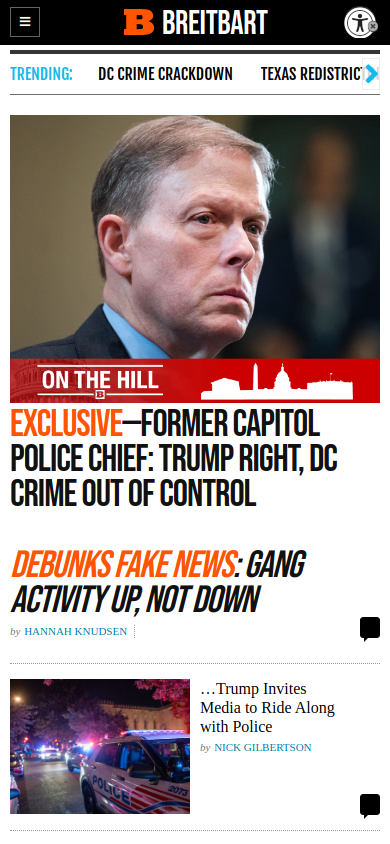 BREITBART
TRENDING:
DC CRIME CRACKDOWN
TEXAS REDISTRICT
ON THE HILL
EXCLUSIVE—FORMER CAPITOL
POLICE CHIEF: TRUMP RIGHT, DC
CRIME OUT OF CONTROL
DEBUNKS FAKE NEWS: GANG
ACTIVITY UP, NOT DOWN
by HANNAH KNUDSEN
…Trump Invites
Media to Ride Along
with Police
by NICK GILBERTSON
POLICE